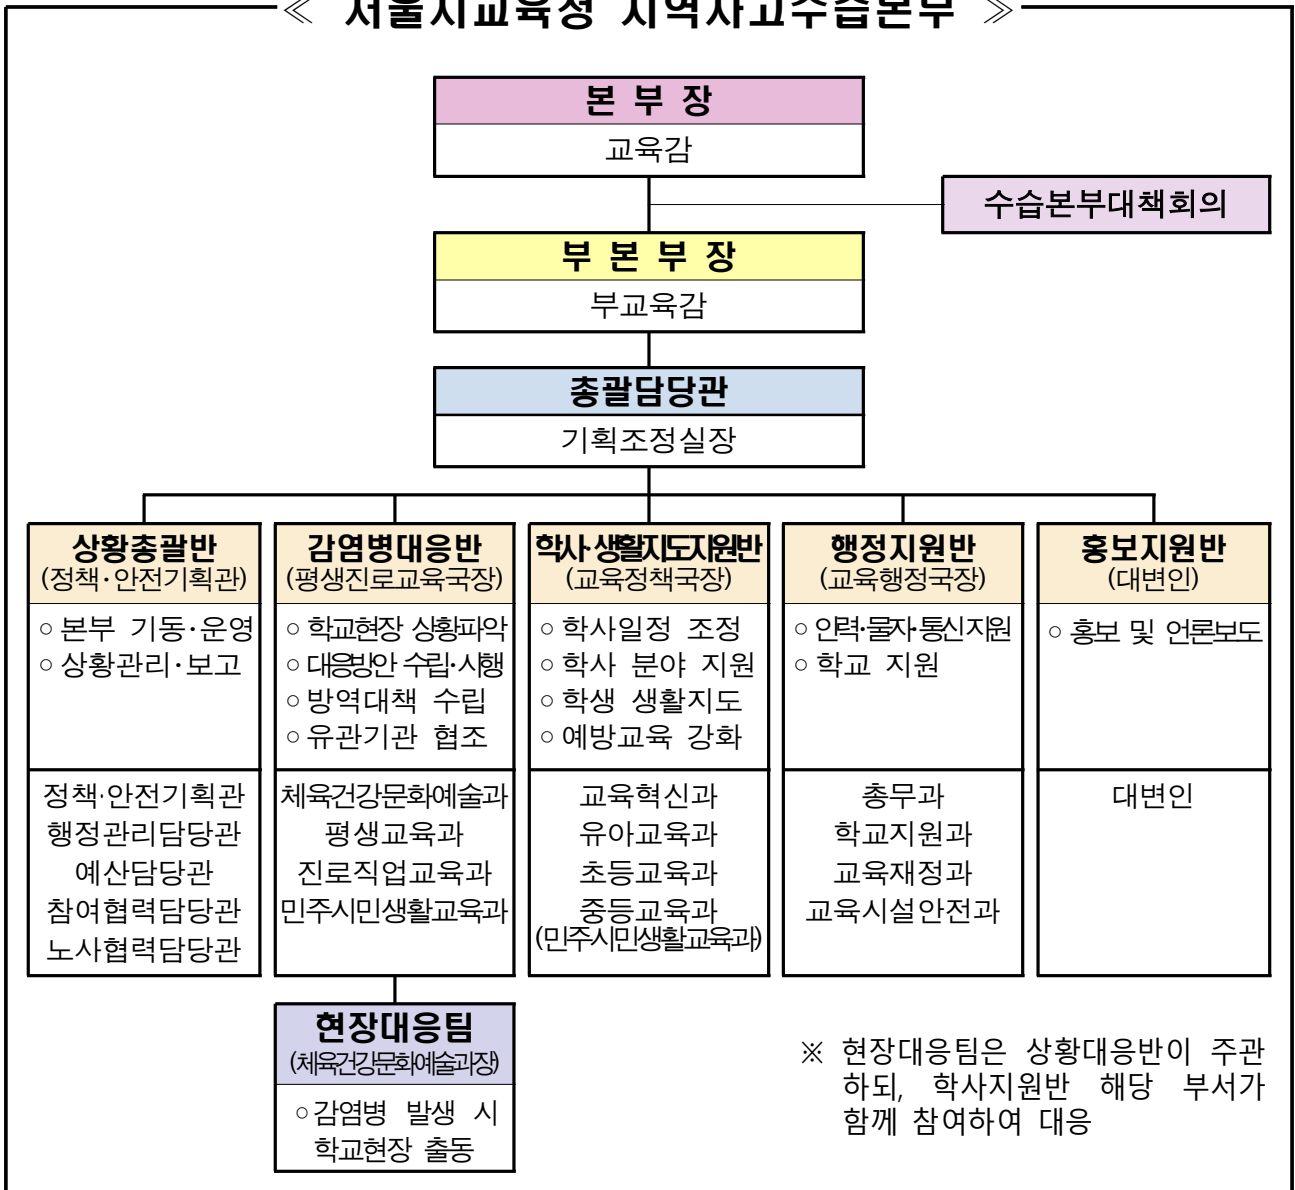 ≪ 서울시교육청 지역사고수습본부 ≫
본 부 장
교육감
수습본부대책회의
부 본 부 장
부교육감
총괄담당관
기획조정실장
상황총괄반
(정책·안전기획관)
○ 본부 기동·운영
○ 상황관리·보고
정책·안전기획관
행정관리담당관
예산담당관
참여협력담당관
노사협력담당관
감염병대응반
(평생진로교육국장)
○ 학교현장 상황파악
○ 대응방안 수립·시행
○ 방역대책 수립
○ 유관기관 협조
체육건강문화예술과
평생교육과
진로직업교육과
민주시민생활교육과
학사·생활지도지원반
(교육정책국장)
○ 학사일정 조정
○ 학사 분야 지원
○ 학생 생활지도
○ 예방교육 강화
교육혁신과
유아교육과
초등교육과
중등교육과
(민주시민생활교육과)
행정지원반
(교육행정국장)
○ 인력·물자·통신지원
○ 학교 지원
총무과
학교지원과
교육재정과
교육시설안전과
홍보지원반
(대변인)
○ 홍보 및 언론보도
대변인
현장대응팀
(체육건강문화예술과장)
○ 감염병 발생 시
학교현장 출동
※ 현장대응팀은 상황대응반이 주관
하되, 학사지원반 해당 부서가
함께 참여하여 대응